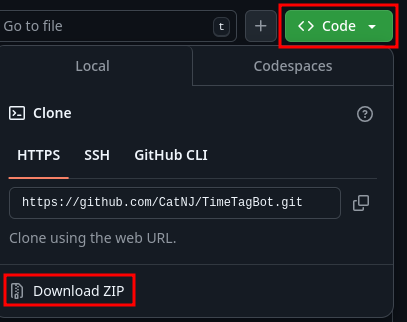 Go to file t + <> Code
Local Codespaces
Clone ?
HTTPS SSH GitHub CLI
https://github.com/CatNJ/TimeTagBot.git
Clone using the web URL.
Download ZIP